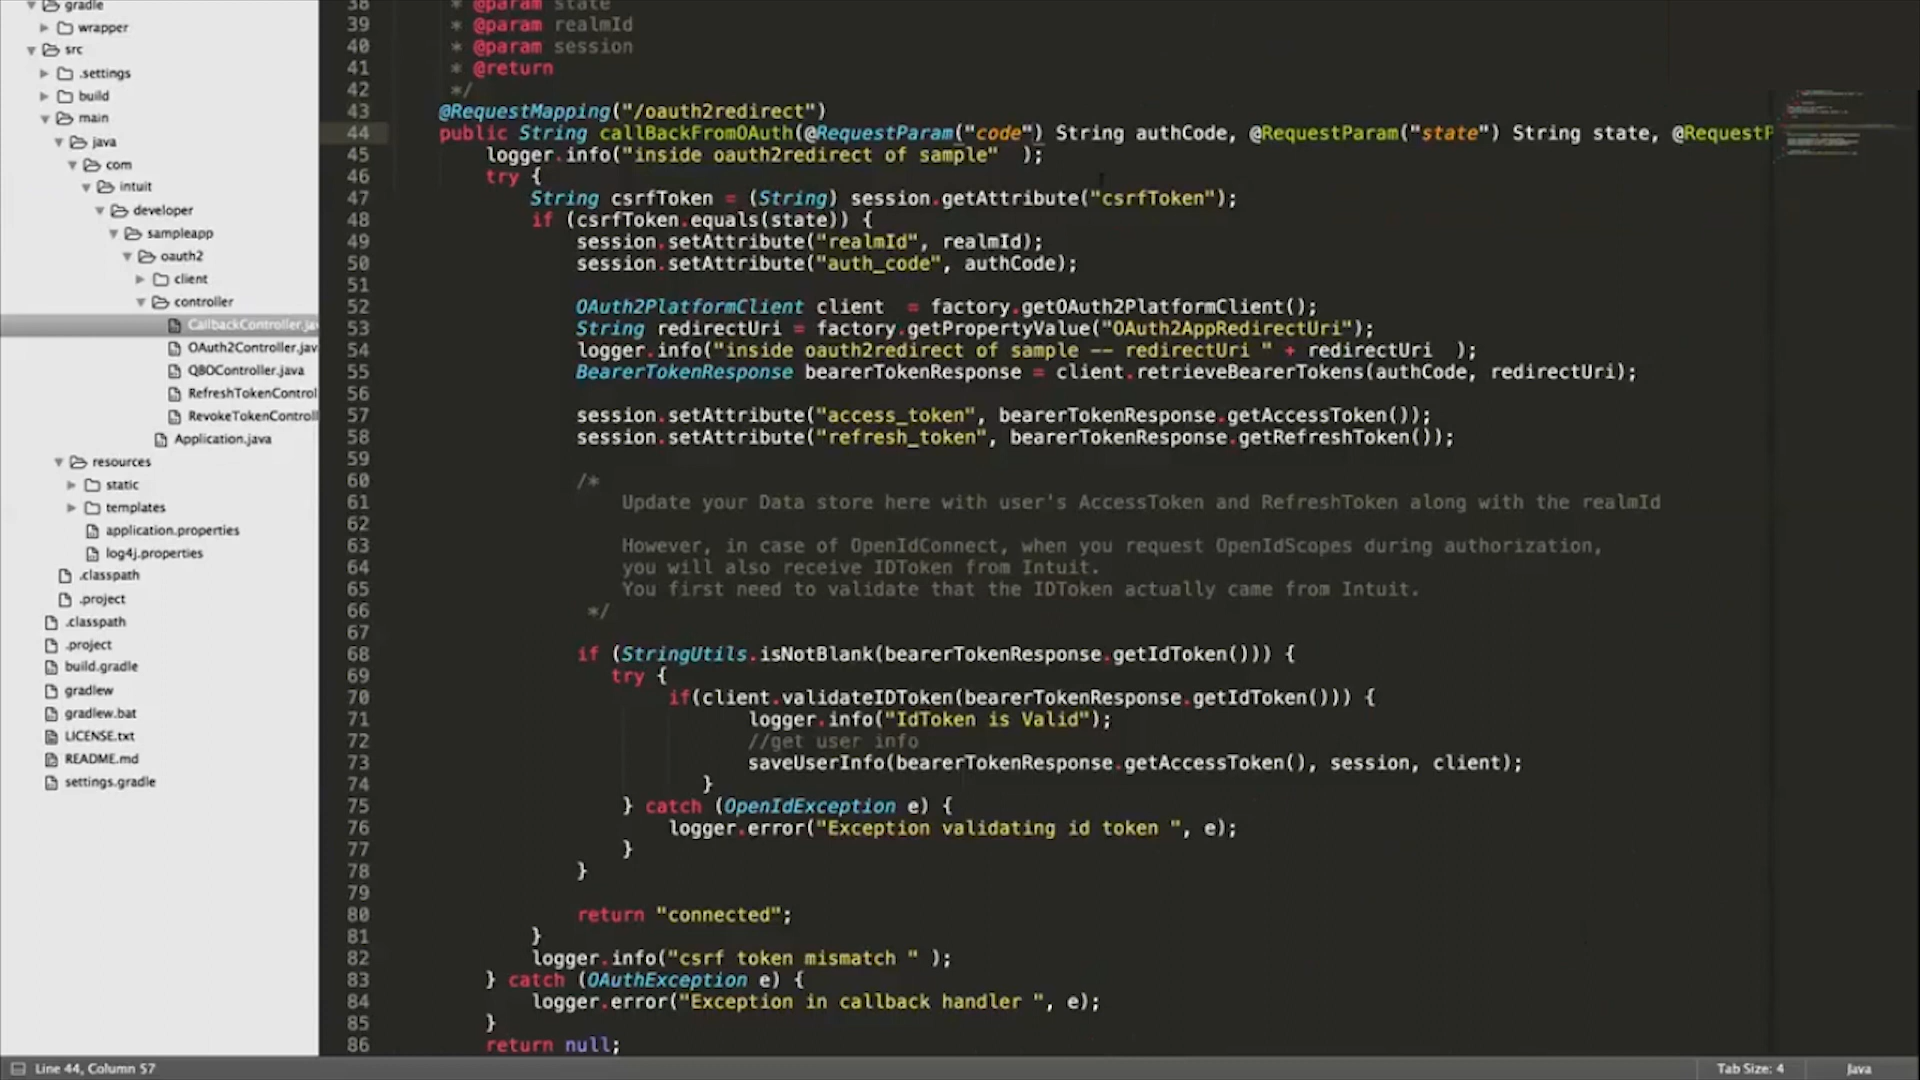 gradle
wrapper
src
.settings
build
main
java
com
intuit
developer
sampleapp
oauth2
client
controller
CallbackController.ja
OAuth2Controller.jav
QBOController.java
RefreshTokenControl
RevokeTokenControll
Application.java
resources
static
templates
application.properties
log4j.properties
.classpath
.project
.classpath
.project
build.gradle
gradlew
gradlew.bat
LICENSE.txt
README.md
settings.gradle
38 * @param state
39 * @param realmId
40 * @param session
41 * @return
42 */
43 @RequestMapping("/oauth2redirect")
44 public String callBackFromOAuth(@RequestParam("code") String authCode, @RequestParam("state") String state, @RequestP
45 logger.info("inside oauth2redirect of sample" );
46 try {
47 String csrfToken = (String) session.getAttribute("csrfToken");
48 if (csrfToken.equals(state)) {
49 session.setAttribute("realmId", realmId);
50 session.setAttribute("auth_code", authCode);
51
52 OAuth2PlatformClient client = factory.getOAuth2PlatformClient();
53 String redirectUri = factory.getPropertyValue("OAuth2AppRedirectUri");
54 logger.info("inside oauth2redirect of sample -- redirectUri " + redirectUri );
55 BearerTokenResponse bearerTokenResponse = client.retrieveBearerTokens(authCode, redirectUri);
56
57 session.setAttribute("access_token", bearerTokenResponse.getAccessToken());
58 session.setAttribute("refresh_token", bearerTokenResponse.getRefreshToken());
59
60 /*
61 Update your Data store here with user's AccessToken and RefreshToken along with the realmId
62
63 However, in case of OpenIdConnect, when you request OpenIdScopes during authorization,
64 you will also receive IDToken from Intuit.
65 You first need to validate that the IDToken actually came from Intuit.
66 */
67
68 if (StringUtils.isNotBlank(bearerTokenResponse.getIdToken())) {
69 try {
70 if(client.validateIDToken(bearerTokenResponse.getIdToken())) {
71 logger.info("IdToken is Valid");
72 //get user info
73 saveUserInfo(bearerTokenResponse.getAccessToken(), session, client);
74 }
75 } catch (OpenIdException e) {
76 logger.error("Exception validating id token ", e);
77 }
78 }
79
80 return "connected";
81 }
82 logger.info("csrf token mismatch " );
83 } catch (OAuthException e) {
84 logger.error("Exception in callback handler ", e);
85 }
86 return null;
Line 44, Column 57
Tab Size: 4
Java